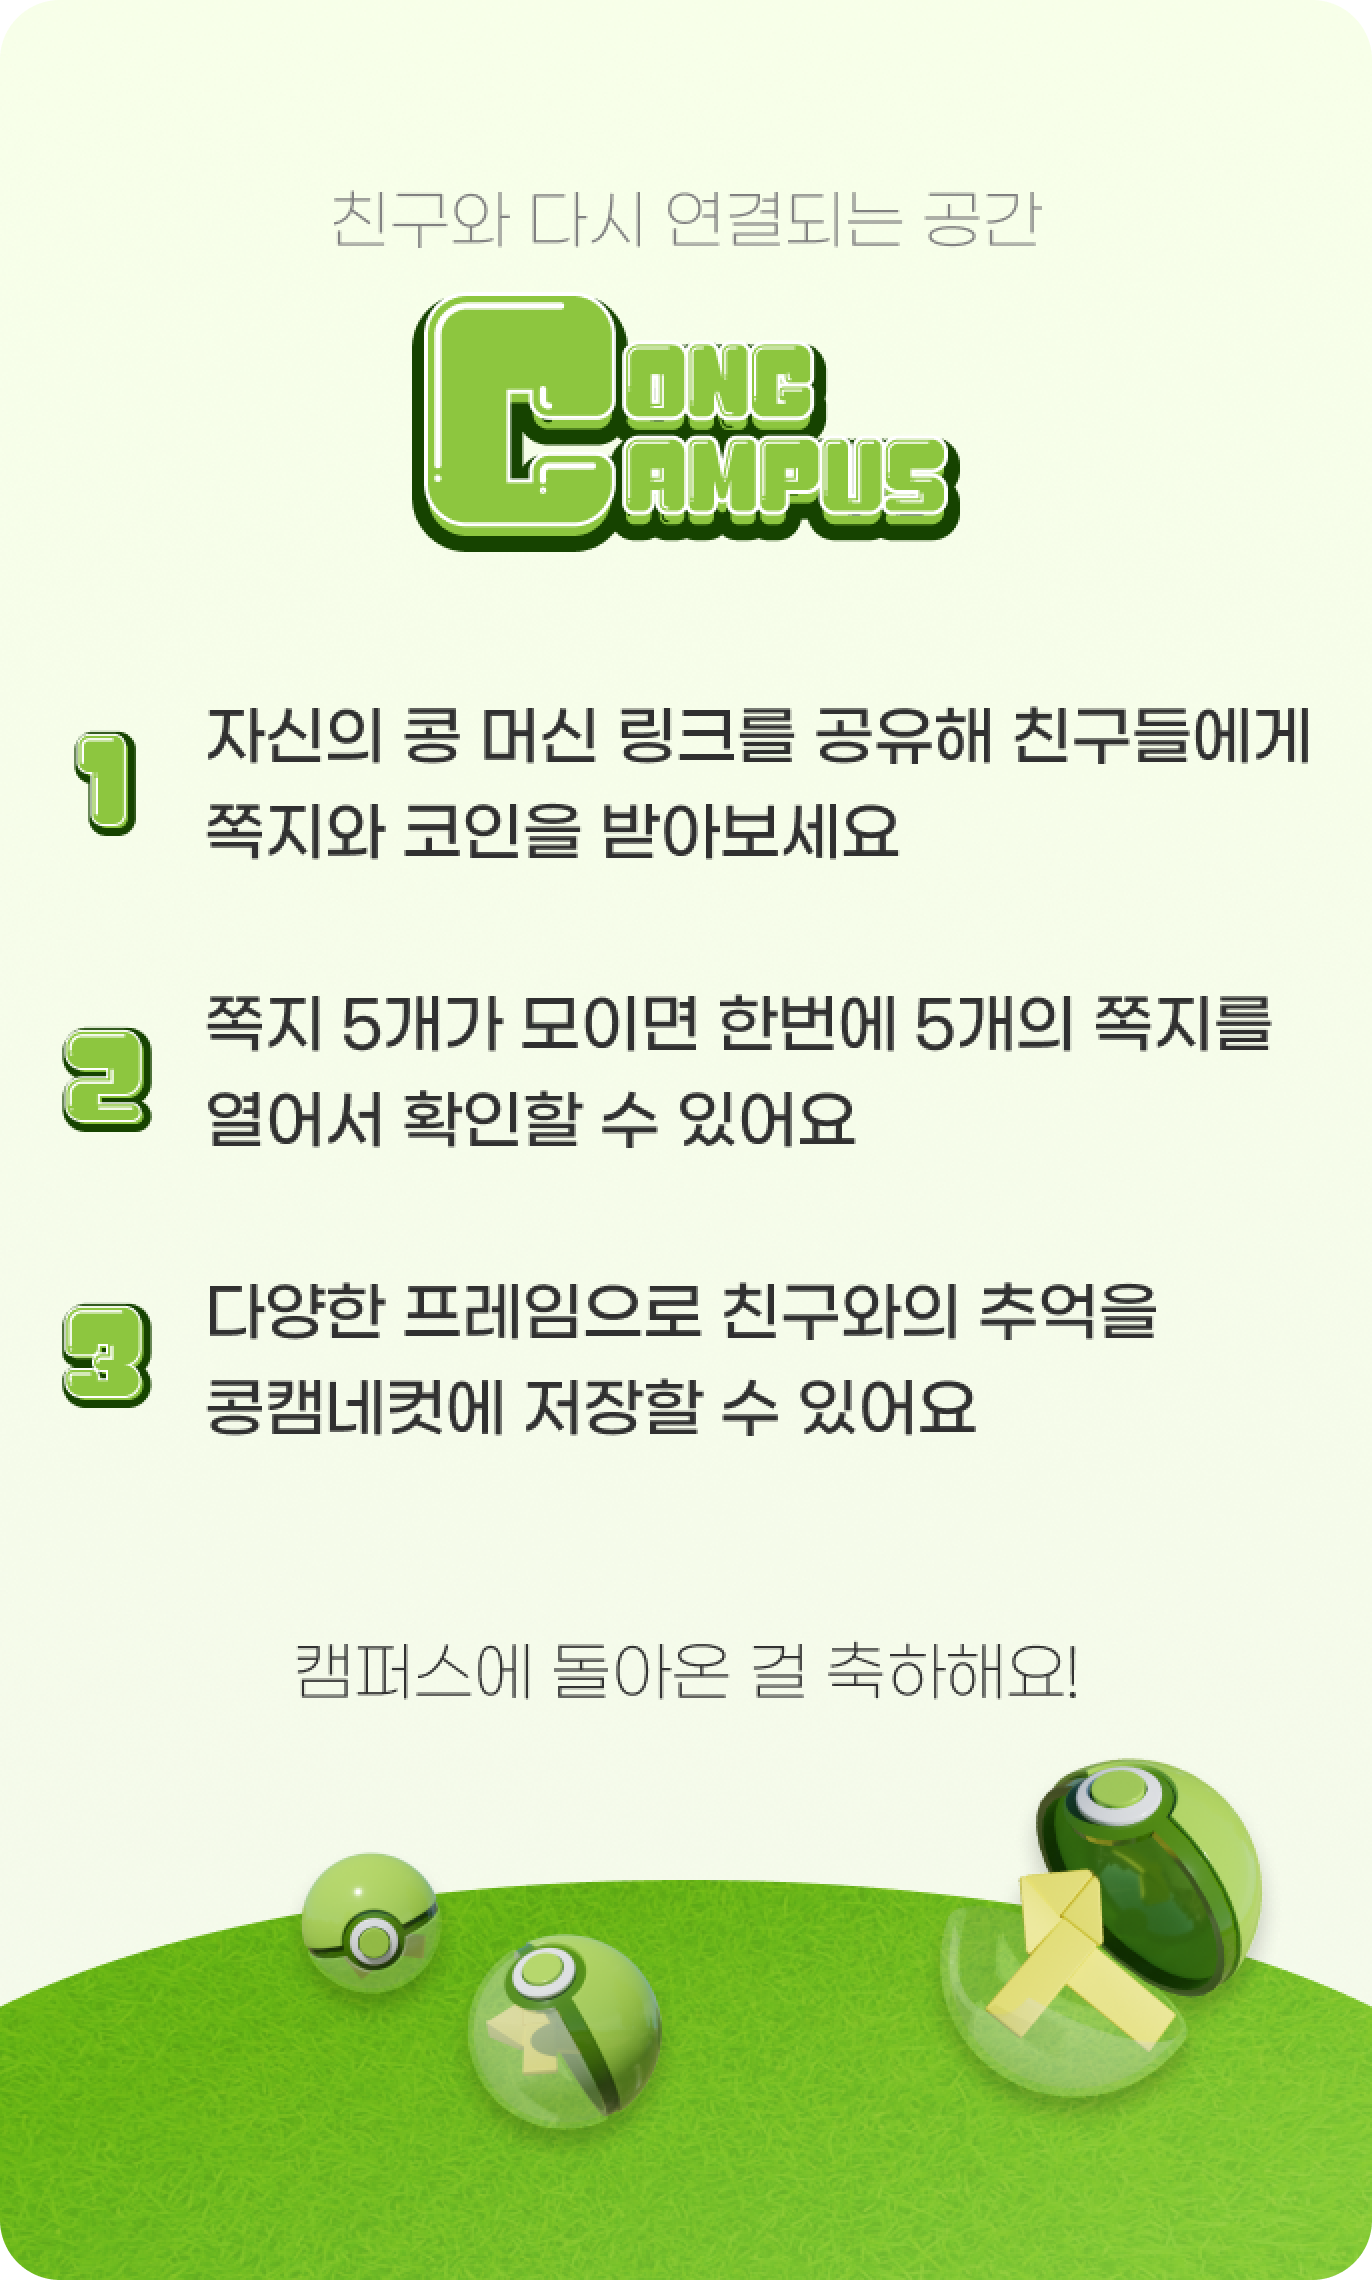 친구와 다시 연결되는 공간
CONG
CAMPUS
1
자신의 콩 머신 링크를 공유해 친구들에게
쪽지와 코인을 받아보세요
2
쪽지 5개가 모이면 한번에 5개의 쪽지를
열어서 확인할 수 있어요
3
다양한 프레임으로 친구와의 추억을
콩캠네컷에 저장할 수 있어요
캠퍼스에 돌아온 걸 축하해요!